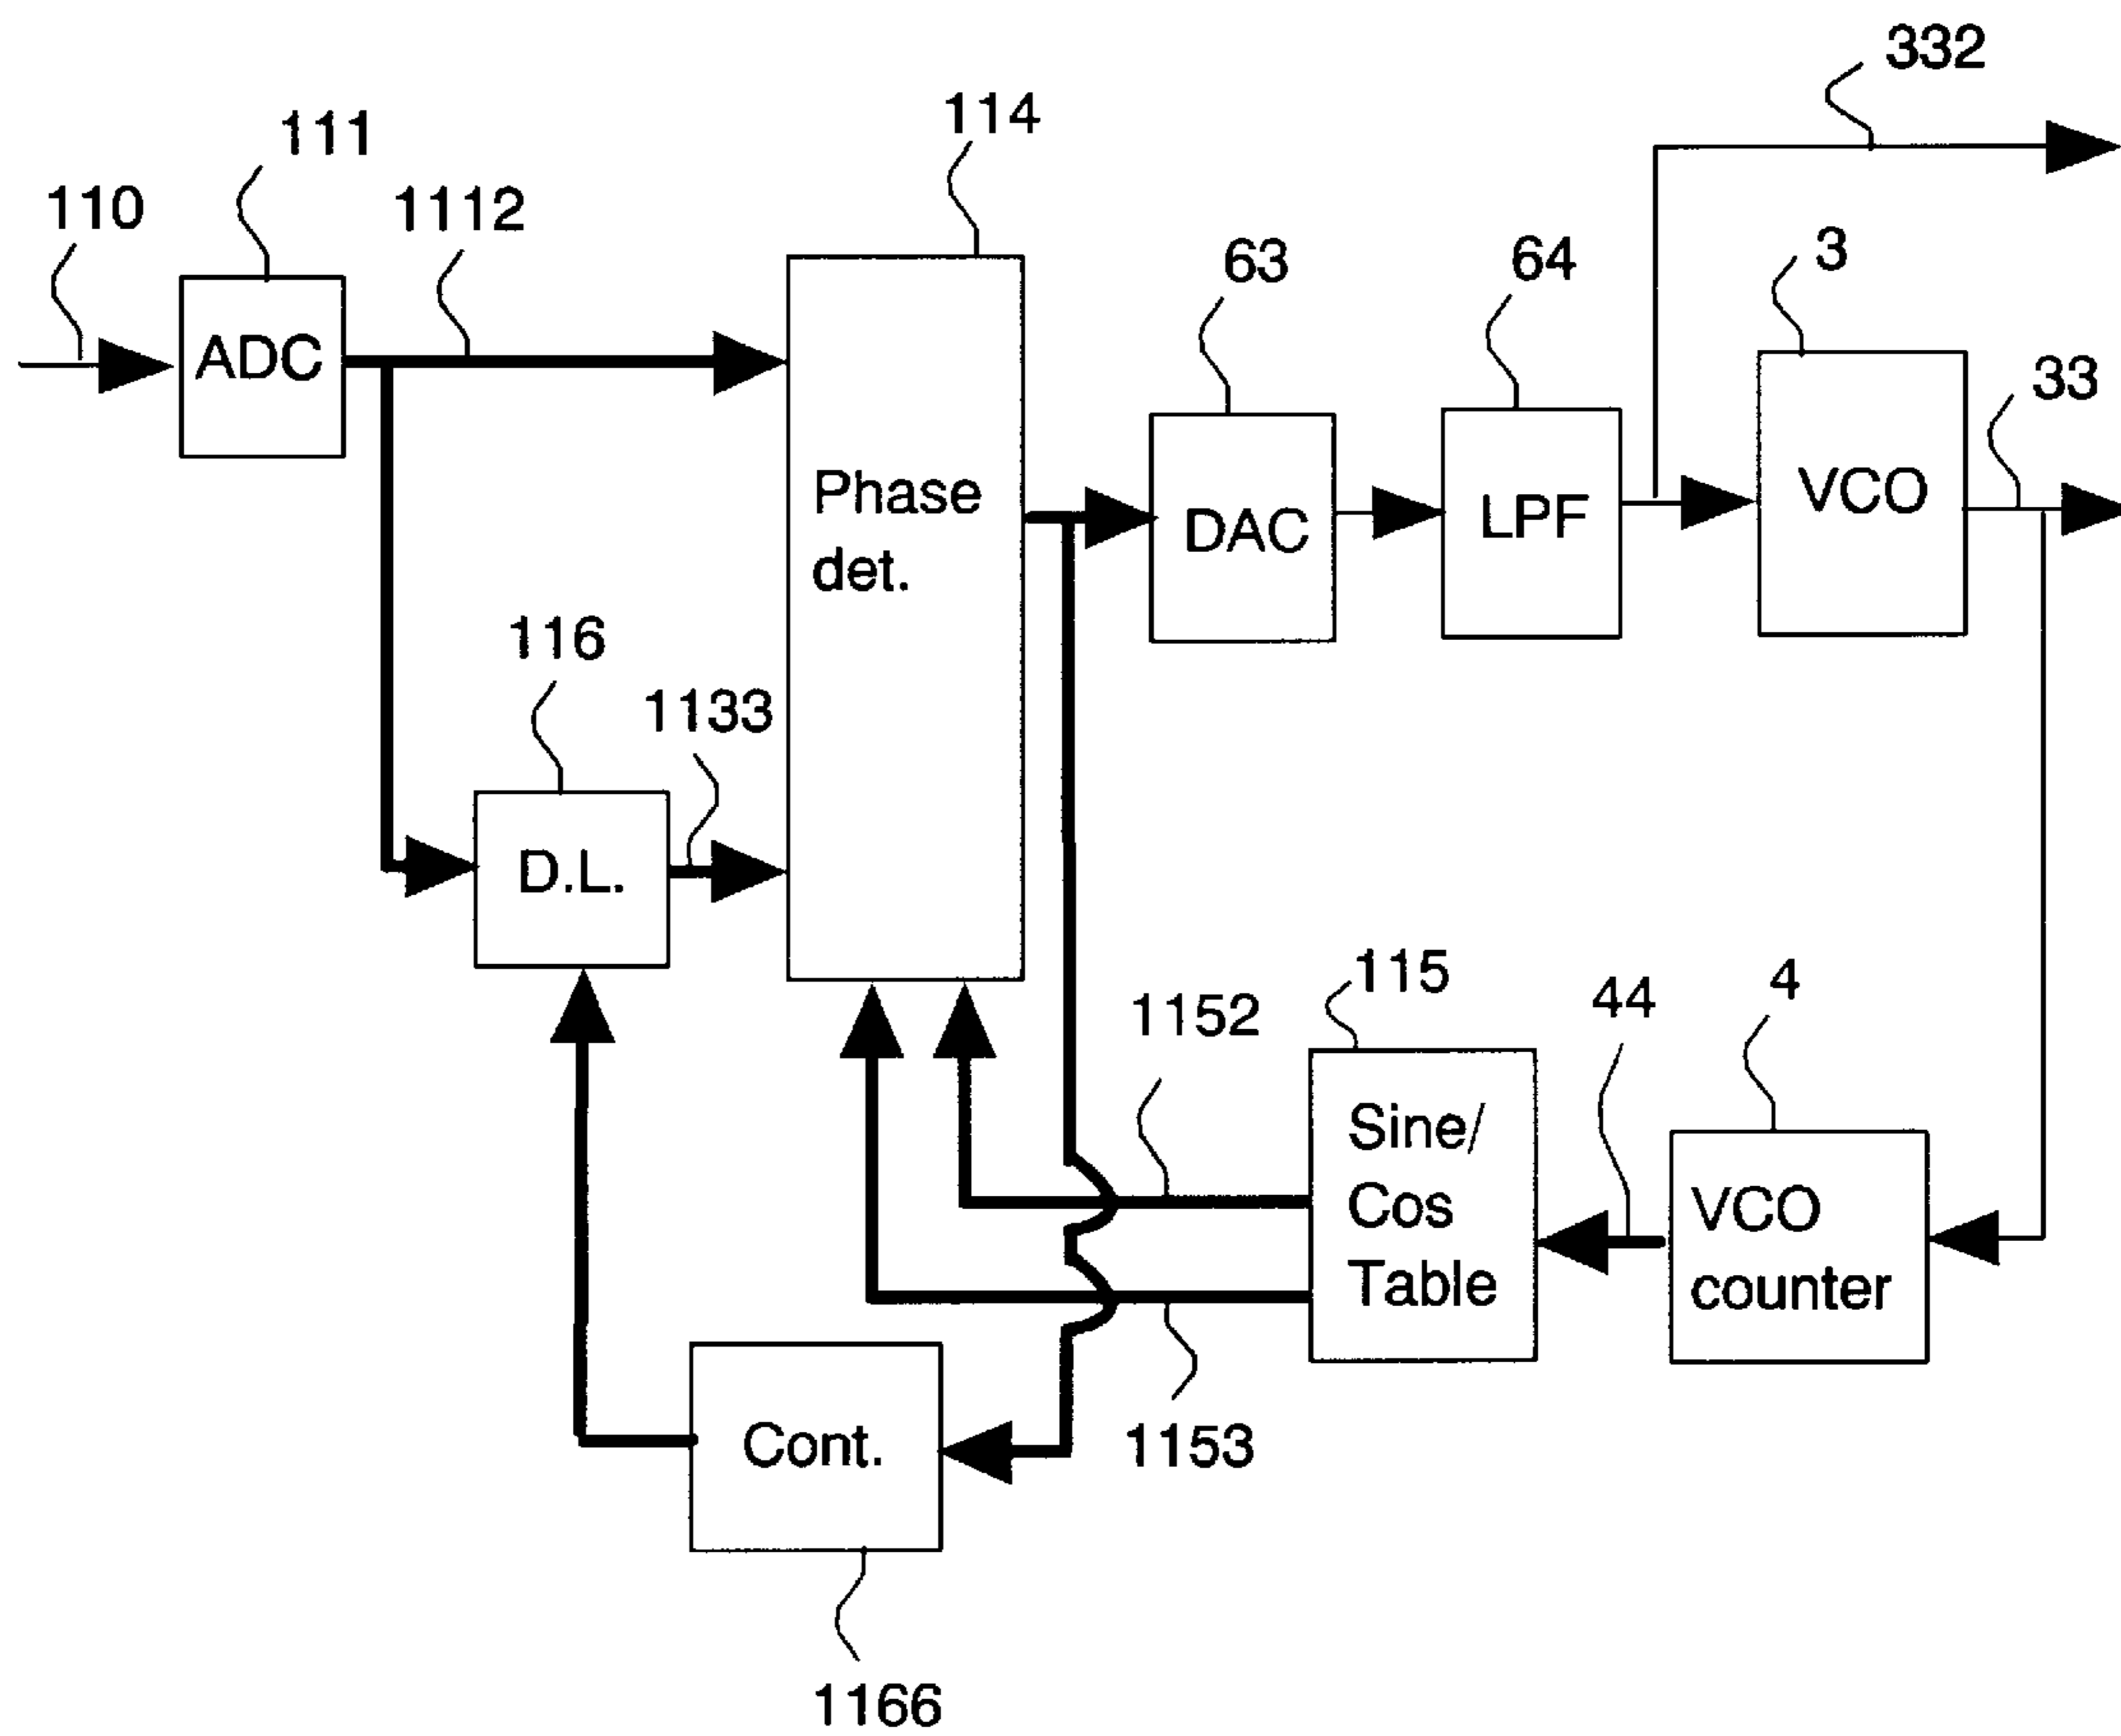 332
114
111
110
1112
63
64
3
33
ADC
Phase
det.
DAC
LPF
VCO
116
1133
D.L.
115
44
4
1152
Sine/
Cos
Table
VCO
counter
Cont.
1153
1166